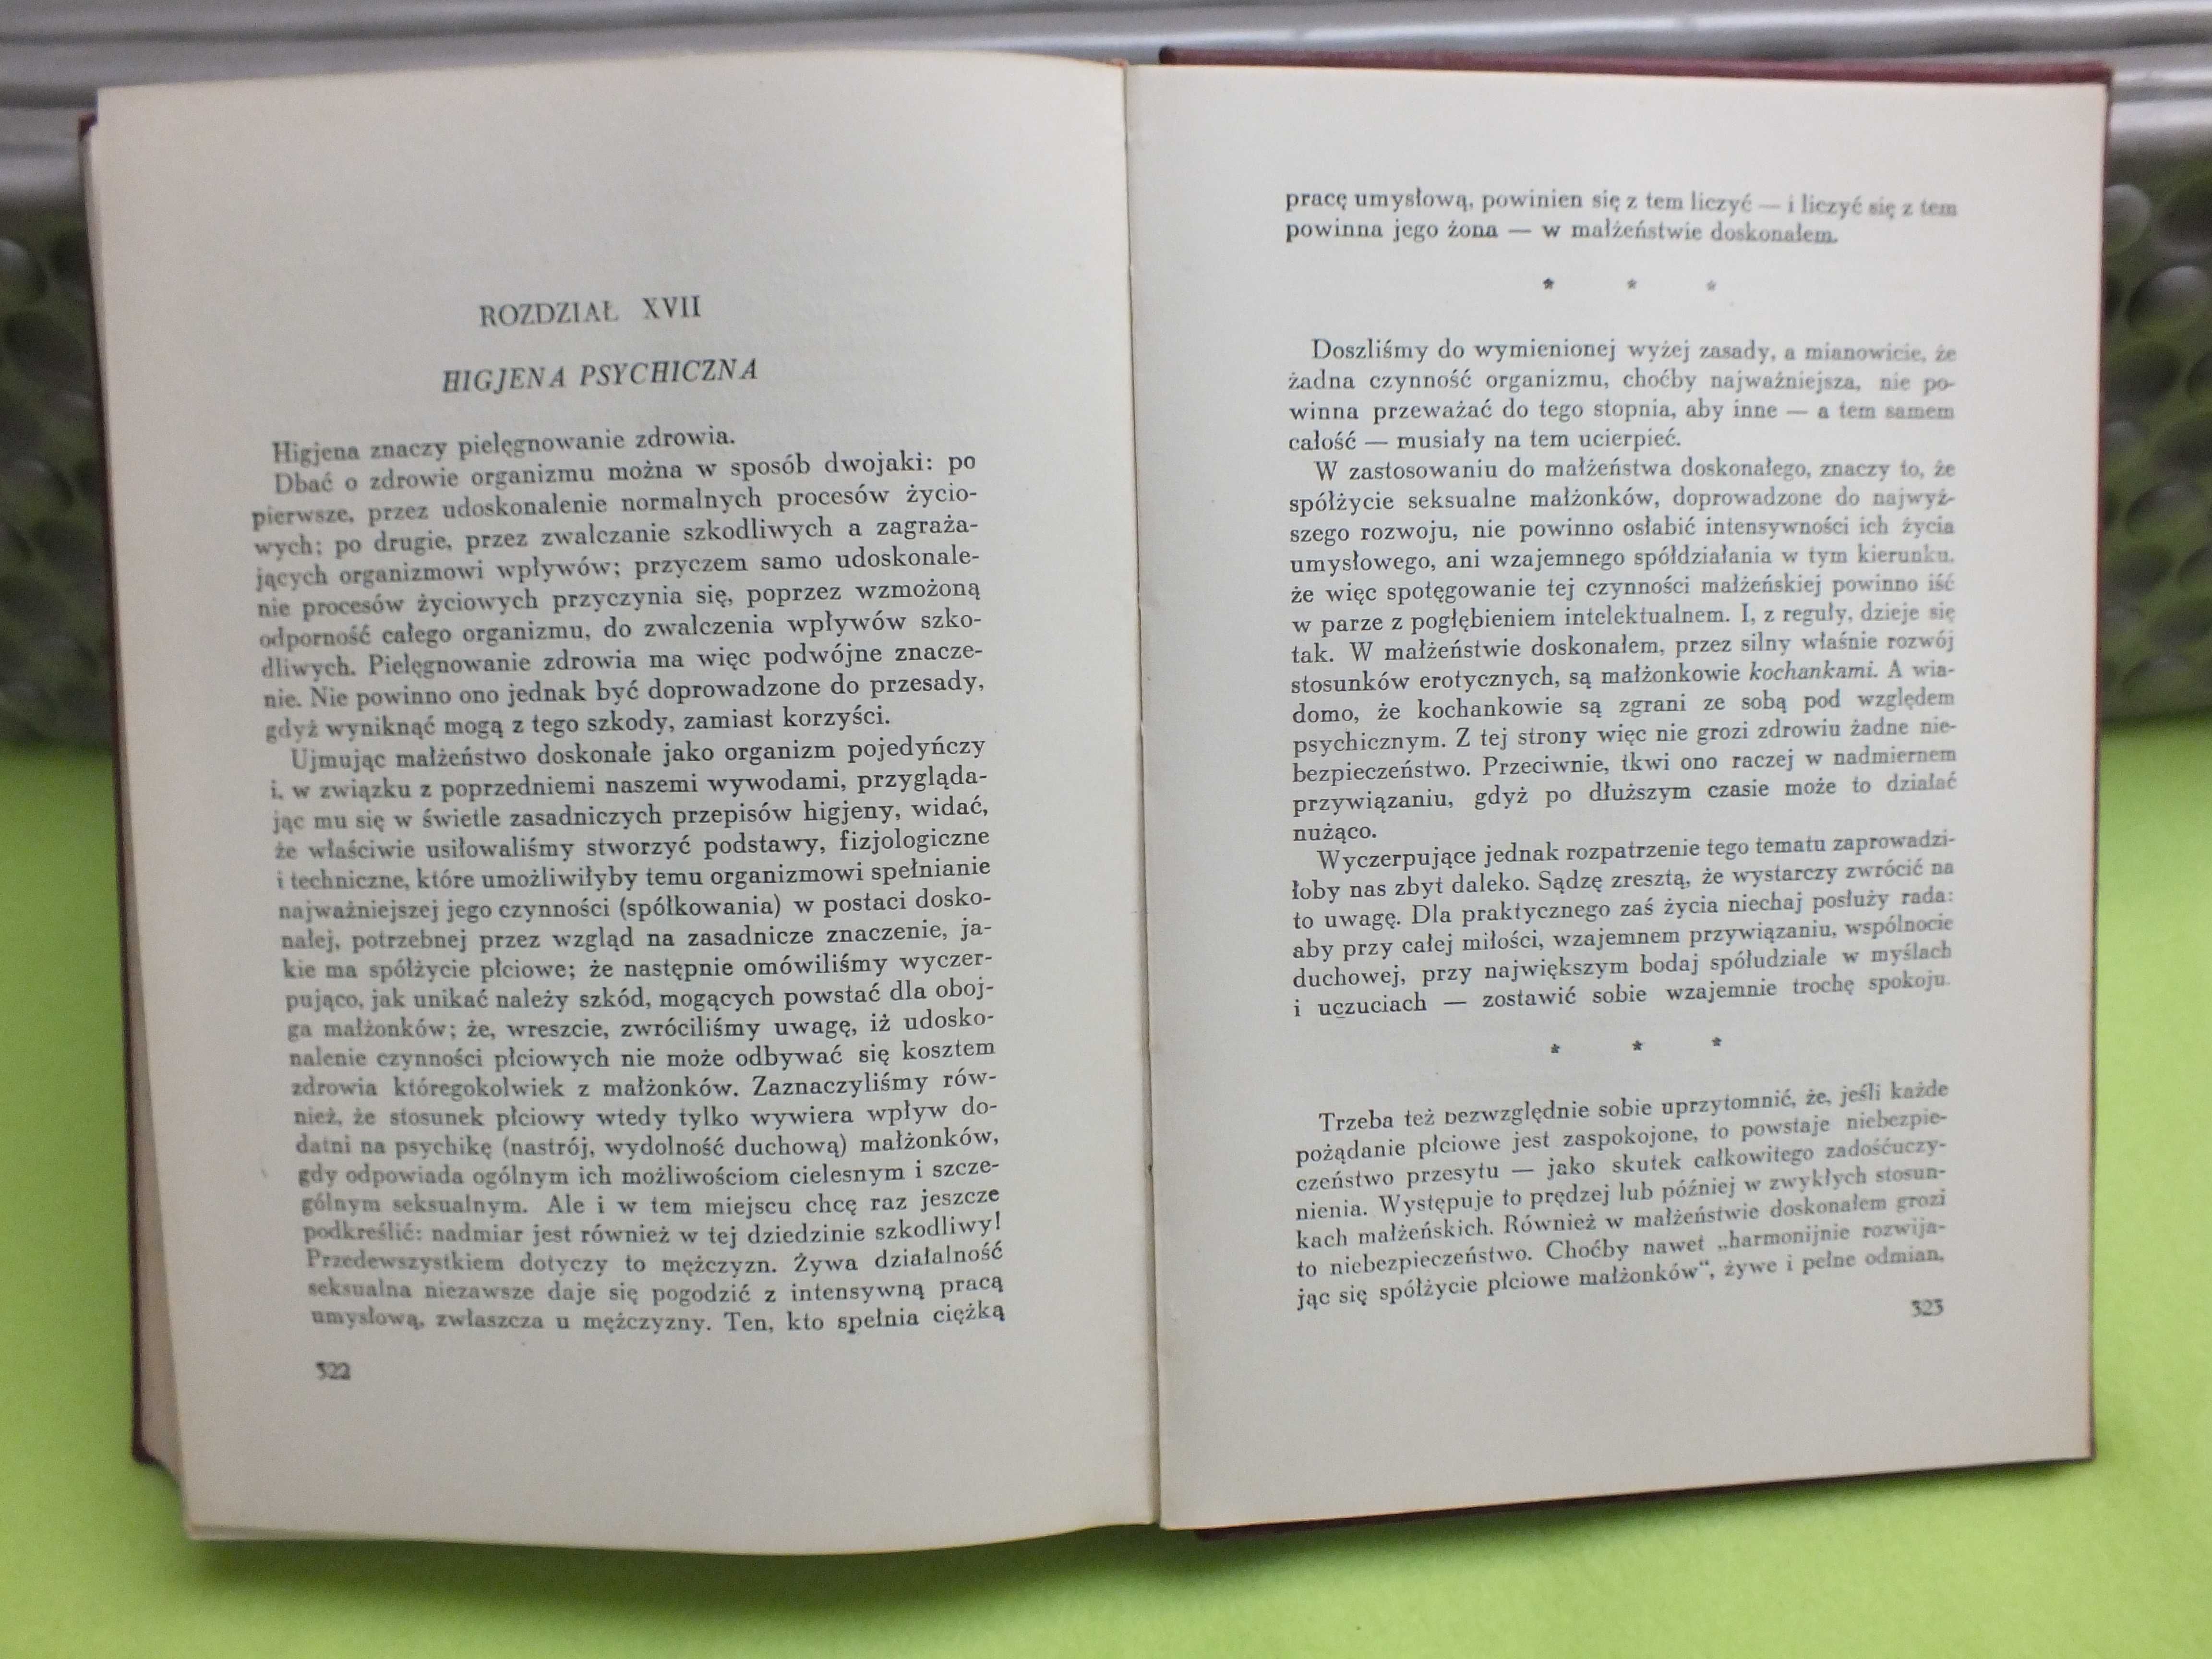 ROZDZIAŁ XVII
HIGJENA PSYCHICZNA
Higjena znaczy pielęgnowanie zdrowia.
Dbać o zdrowie organizmu można w sposób dwojaki: po
pierwsze, przez udoskonalenie normalnych procesów życio-
wych; po drugie, przez zwalczanie szkodliwych a zagraża-
jących organizmowi wpływów; przyczem samo udoskonale-
nie procesów życiowych przyczynia się, poprzez wzmożoną
odporność całego organizmu, do zwalczenia wpływów szko-
dliwych. Pielęgnowanie zdrowia ma więc podwójne znacze-
nie. Nie powinno ono jednak być doprowadzone do przesady,
gdyż wyniknąć mogą z tego szkody, zamiast korzyści.
Ujmując małżeństwo doskonałe jako organizm pojedyńczy
i, w związku z poprzedniemi naszemi wywodami, przygląda-
jąc mu się w świetle zasadniczych przepisów higjeny, widać,
że właściwie usiłowaliśmy stworzyć podstawy, fizjologiczne
i techniczne, które umożliwiłyby temu organizmowi spełnianie
najważniejszej jego czynności (spółkowania) w postaci dosko-
nałej, potrzebnej przez wzgląd na zasadnicze znaczenie, ja-
kie ma spółżycie płciowe; że następnie omówiliśmy wyczer-
pująco, jak unikać należy szkód, mogących powstać dla oboj-
ga małżonków; że, wreszcie, zwróciliśmy uwagę, iż udosko-
nalenie czynności płciowych nie może odbywać się kosztem
zdrowia któregokolwiek z małżonków. Zaznaczyliśmy rów-
nież, że stosunek płciowy wtedy tylko wywiera wpływ do-
datni na psychikę (nastrój, wydolność duchową) małżonków,
gdy odpowiada ogólnym ich możliwościom cielesnym i szcze-
gólnym seksualnym. Ale i w tem miejscu chcę raz jeszcze
podkreślić: nadmiar jest również w tej dziedzinie szkodliwy!
Przedewszystkiem dotyczy to mężczyzn. Żywa działalność
seksualna niezawsze daje się pogodzić z intensywną pracą
umysłową, zwłaszcza u mężczyzny. Ten, kto spełnia ciężką
322
pracę umysłową, powinien się z tem liczyć — i liczyć się z tem
powinna jego żona — w małżeństwie doskonałem.
* * *
Doszliśmy do wymienionej wyżej zasady, a mianowicie, że
żadna czynność organizmu, choćby najważniejsza, nie po-
winna przeważać do tego stopnia, aby inne — a tem samem
całość — musiały na tem ucierpieć.
W zastosowaniu do małżeństwa doskonałego, znaczy to, że
spółżycie seksualne małżonków, doprowadzone do najwyż-
szego rozwoju, nie powinno osłabić intensywności ich życia
umysłowego, ani wzajemnego spółdziałania w tym kierunku,
że więc spotęgowanie tej czynności małżeńskiej powinno iść
w parze z pogłębieniem intelektualnem. I, z reguły, dzieje się
tak. W małżeństwie doskonałem, przez silny właśnie rozwój
stosunków erotycznych, są małżonkowie kochankami. A wia-
domo, że kochankowie są zgrani ze sobą pod względem
psychicznym. Z tej strony więc nie grozi zdrowiu żadne nie-
bezpieczeństwo. Przeciwnie, tkwi ono raczej w nadmiernem
przywiązaniu, gdyż po dłuższym czasie może to działać
nużąco.
Wyczerpujące jednak rozpatrzenie tego tematu zaprowadzi-
łoby nas zbyt daleko. Sądzę zresztą, że wystarczy zwrócić na
to uwagę. Dla praktycznego zaś życia niechaj posłuży rada:
aby przy całej miłości, wzajemnem przywiązaniu, wspólnocie
duchowej, przy największym bodaj spółudziale w myślach
i uczuciach — zostawić sobie wzajemnie trochę spokoju.
* * *
Trzeba też bezwzględnie sobie uprzytomnić, że, jeśli każde
pożądanie płciowe jest zaspokojone, to powstaje niebezpie-
czeństwo przesytu — jako skutek całkowitego zadośćuczy-
nienia. Występuje to prędzej lub później w zwykłych stosun-
kach małżeńskich. Również w małżeństwie doskonałem grozi
to niebezpieczeństwo. Choćby nawet „harmonijnie rozwija-
jąc się spółżycie płciowe małżonków“, żywe i pełne odmian,
323